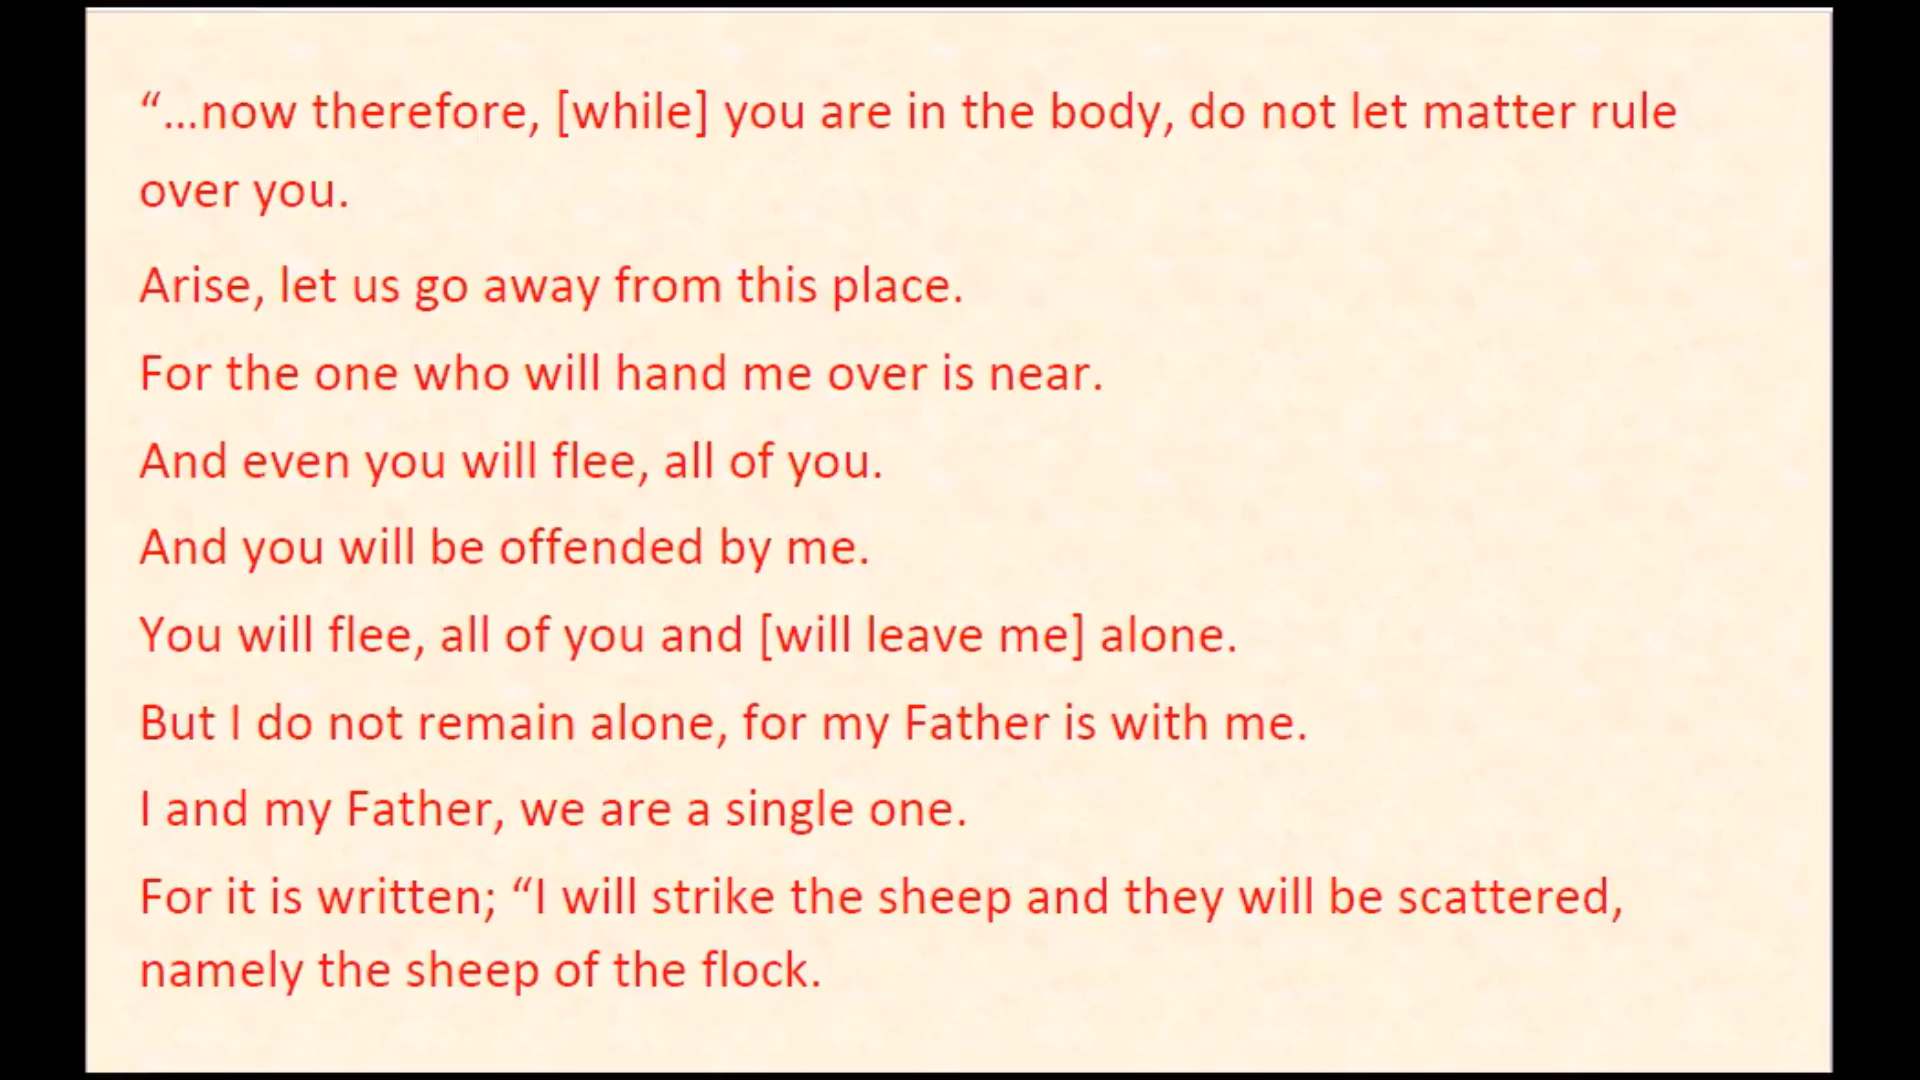 “...now therefore, [while] you are in the body, do not let matter rule
over you.
Arise, let us go away from this place.
For the one who will hand me over is near.
And even you will flee, all of you.
And you will be offended by me.
You will flee, all of you and [will leave me] alone.
But I do not remain alone, for my Father is with me.
I and my Father, we are a single one.
For it is written; “I will strike the sheep and they will be scattered,
namely the sheep of the flock.